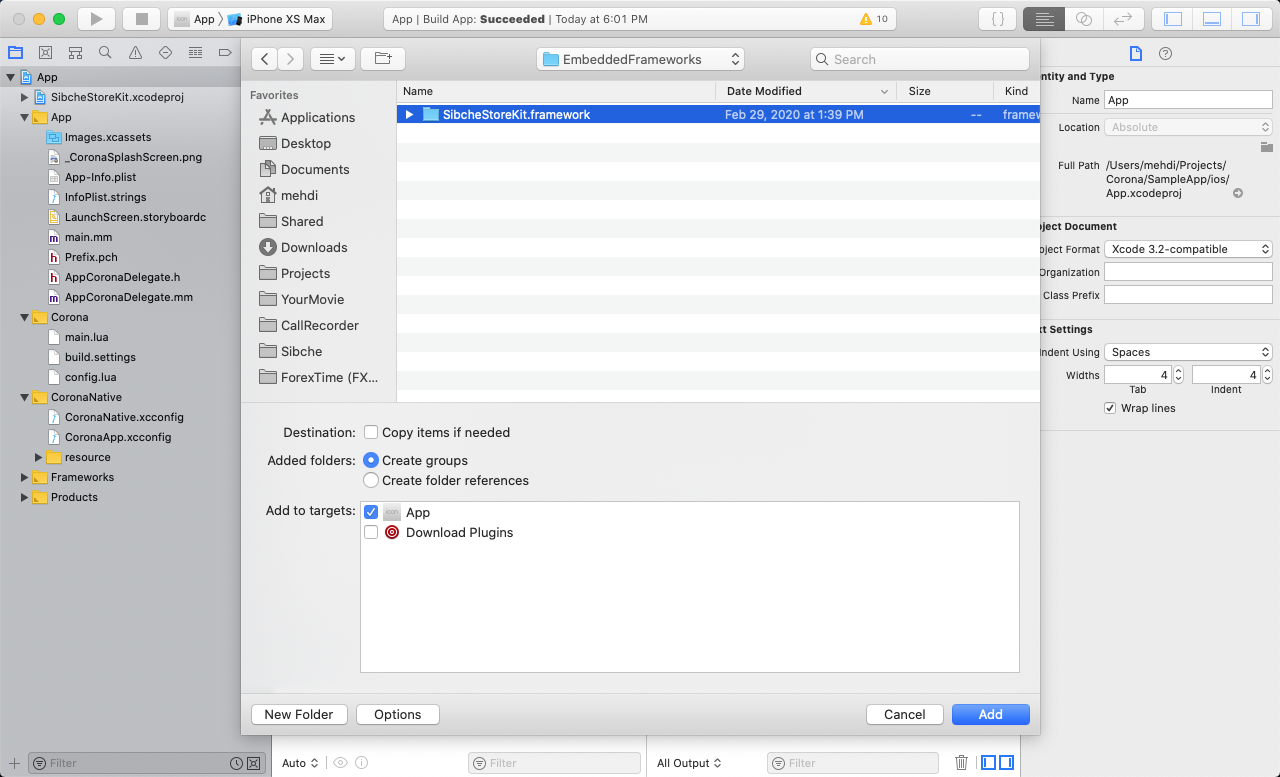 App
iPhone XS Max
App | Build App: Succeeded | Today at 6:01 PM
10
App
SibcheStoreKit.xcodeproj
App
Images.xcassets
_CoronaSplashScreen.png
App-Info.plist
InfoPlist.strings
LaunchScreen.storyboardc
main.mm
Prefix.pch
AppCoronaDelegate.h
AppCoronaDelegate.mm
Corona
main.lua
build.settings
config.lua
CoronaNative
CoronaNative.xcconfig
CoronaApp.xcconfig
resource
Frameworks
Products
Filter
EmbeddedFrameworks
Search
Favorites
Applications
Desktop
Documents
mehdi
Shared
Downloads
Projects
YourMovie
CallRecorder
Sibche
ForexTime (FX...
Name Date Modified Size Kind
SibcheStoreKit.framework Feb 29, 2020 at 1:39 PM -- framew
Destination: Copy items if needed
Added folders: Create groups
Create folder references
Add to targets: App
Download Plugins
New Folder Options Cancel Add
Auto
Filter
All Output
Filter
ntity and Type
Name App
Location Absolute
Full Path /Users/mehdi/Projects/
Corona/SampleApp/ios/
App.xcodeproj
oject Document
oject Format Xcode 3.2-compatible
Organization
Class Prefix
xt Settings
Indent Using Spaces
Widths 4 4
Tab Indent
Wrap lines